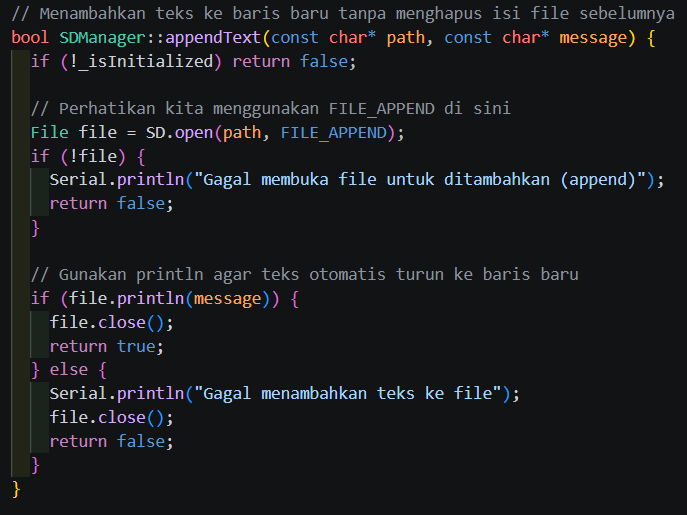 // Menambahkan teks ke baris baru tanpa menghapus isi file sebelumnya
bool SDManager::appendText(const char* path, const char* message) {
  if (!_isInitialized) return false;

  // Perhatikan kita menggunakan FILE_APPEND di sini
  File file = SD.open(path, FILE_APPEND);
  if (!file) {
    Serial.println("Gagal membuka file untuk ditambahkan (append)");
    return false;
  }

  // Gunakan println agar teks otomatis turun ke baris baru
  if (file.println(message)) {
    file.close();
    return true;
  } else {
    Serial.println("Gagal menambahkan teks ke file");
    file.close();
    return false;
  }
}